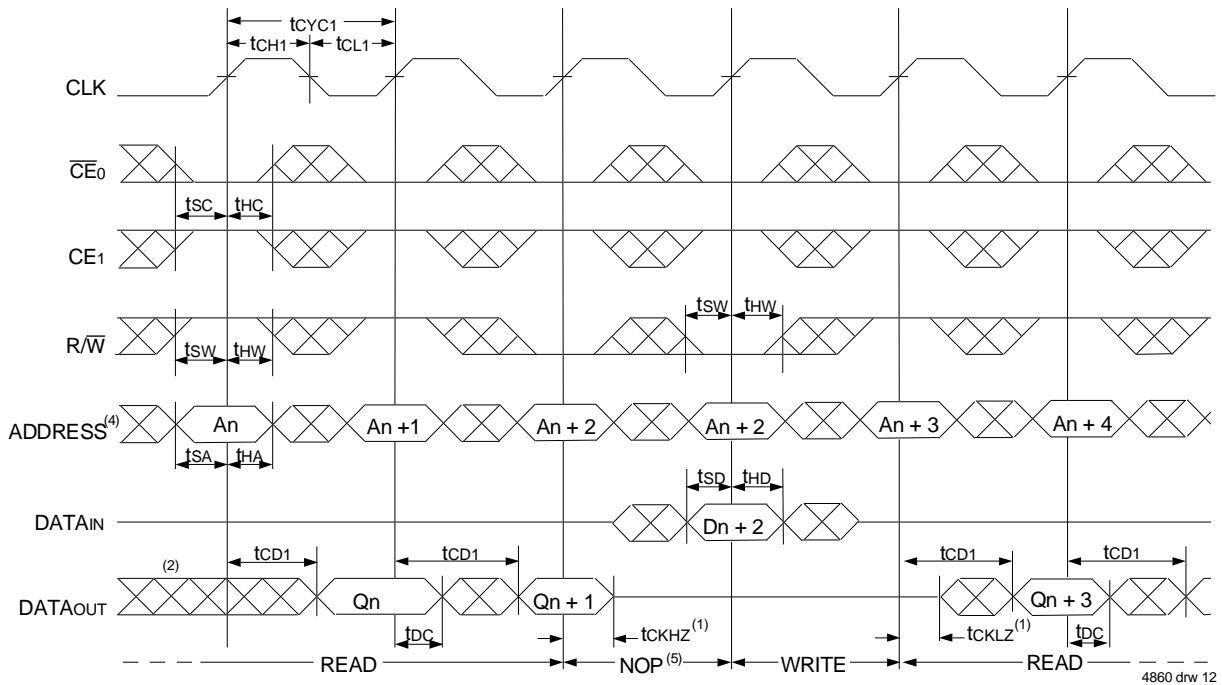 tCYC1
tCH1 tCL1
CLK
CE0
tSC tHC
CE1
tSW tHW
R/W
tSW tHW
ADDRESS(4) An An +1 An + 2 An + 2 An + 3 An + 4
tSA tHA
tSD tHD
DATAIN Dn + 2
(2) tCD1 tCD1 tCD1 tCD1
DATAOUT Qn Qn + 1 Qn + 3
tDC tCKHZ(1) tCKLZ(1) tDC
READ NOP(5) WRITE READ
4860 drw 12